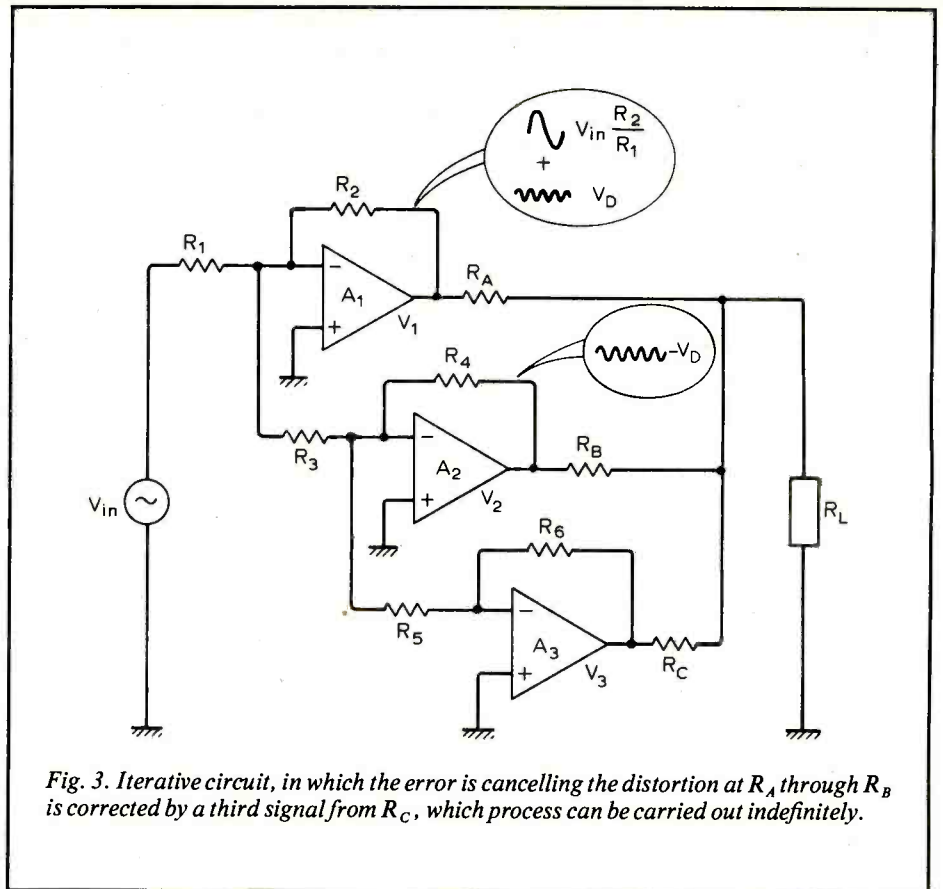 V_in R_2
R_1
+
V_D
R_2
R_1
−
A_1
+
V_1
R_A
−V_D
R_4
R_3
−
A_2
+
V_2
R_B
V_in
R_L
R_6
R_5
−
A_3
+
V_3
R_C
Fig. 3. Iterative circuit, in which the error is cancelling the distortion at R_A through R_B
is corrected by a third signal from R_C, which process can be carried out indefinitely.